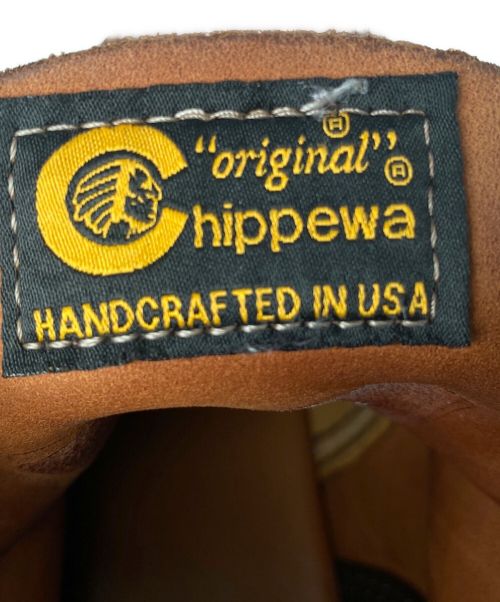 "original" ®
Chippewa ®
HANDCRAFTED IN USA